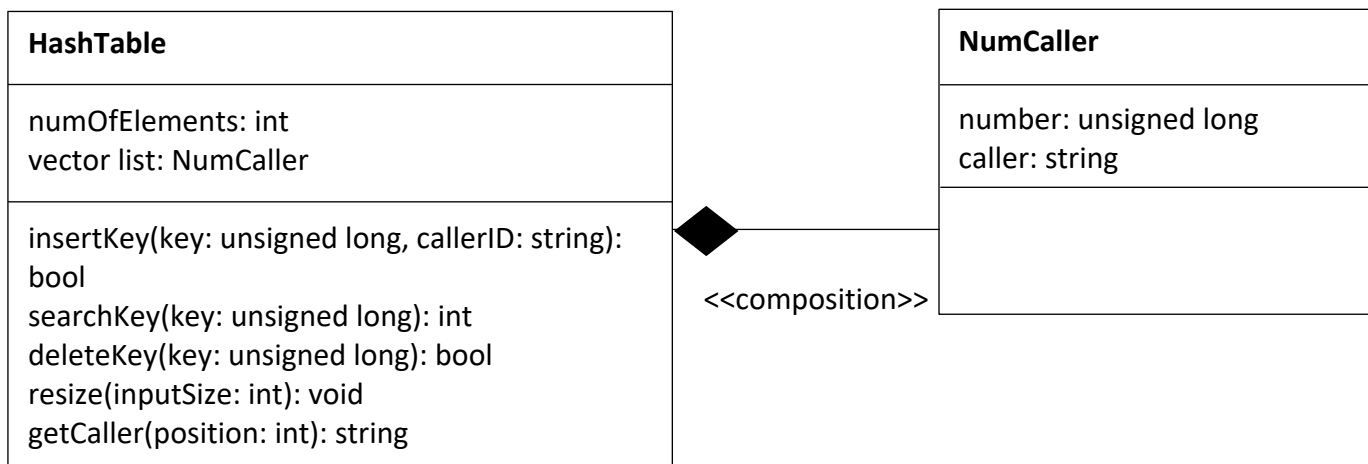 HashTable
numOfElements: int
vector list: NumCaller
insertKey(key: unsigned long, callerID: string):
bool
searchKey(key: unsigned long): int
deleteKey(key: unsigned long): bool
resize(inputSize: int): void
getCaller(position: int): string
<<composition>>
NumCaller
number: unsigned long
caller: string